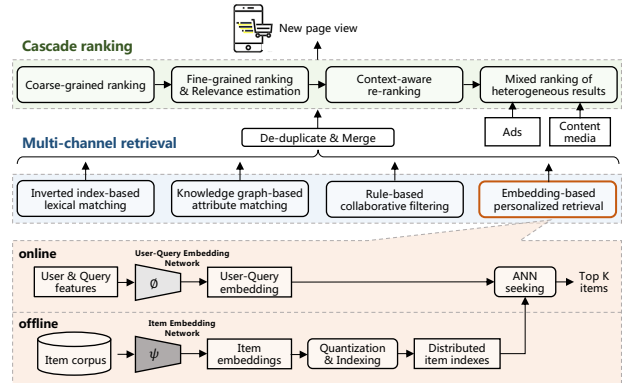 New page view
Cascade ranking
Coarse-grained ranking
Fine-grained ranking
& Relevance estimation
Context-aware
re-ranking
Mixed ranking of
heterogeneous results
De-duplicate & Merge
Ads
Content
media
Multi-channel retrieval
Inverted index-based
lexical matching
Knowledge graph-based
attribute matching
Rule-based
collaborative filtering
Embedding-based
personalized retrieval
online
User-Query Embedding
Network
User & Query
features
ϕ
User-Query
embedding
ANN
seeking
Top K
items
offline
Item Embedding
Network
Item corpus
ψ
Item
embeddings
Quantization
& Indexing
Distributed
item indexes